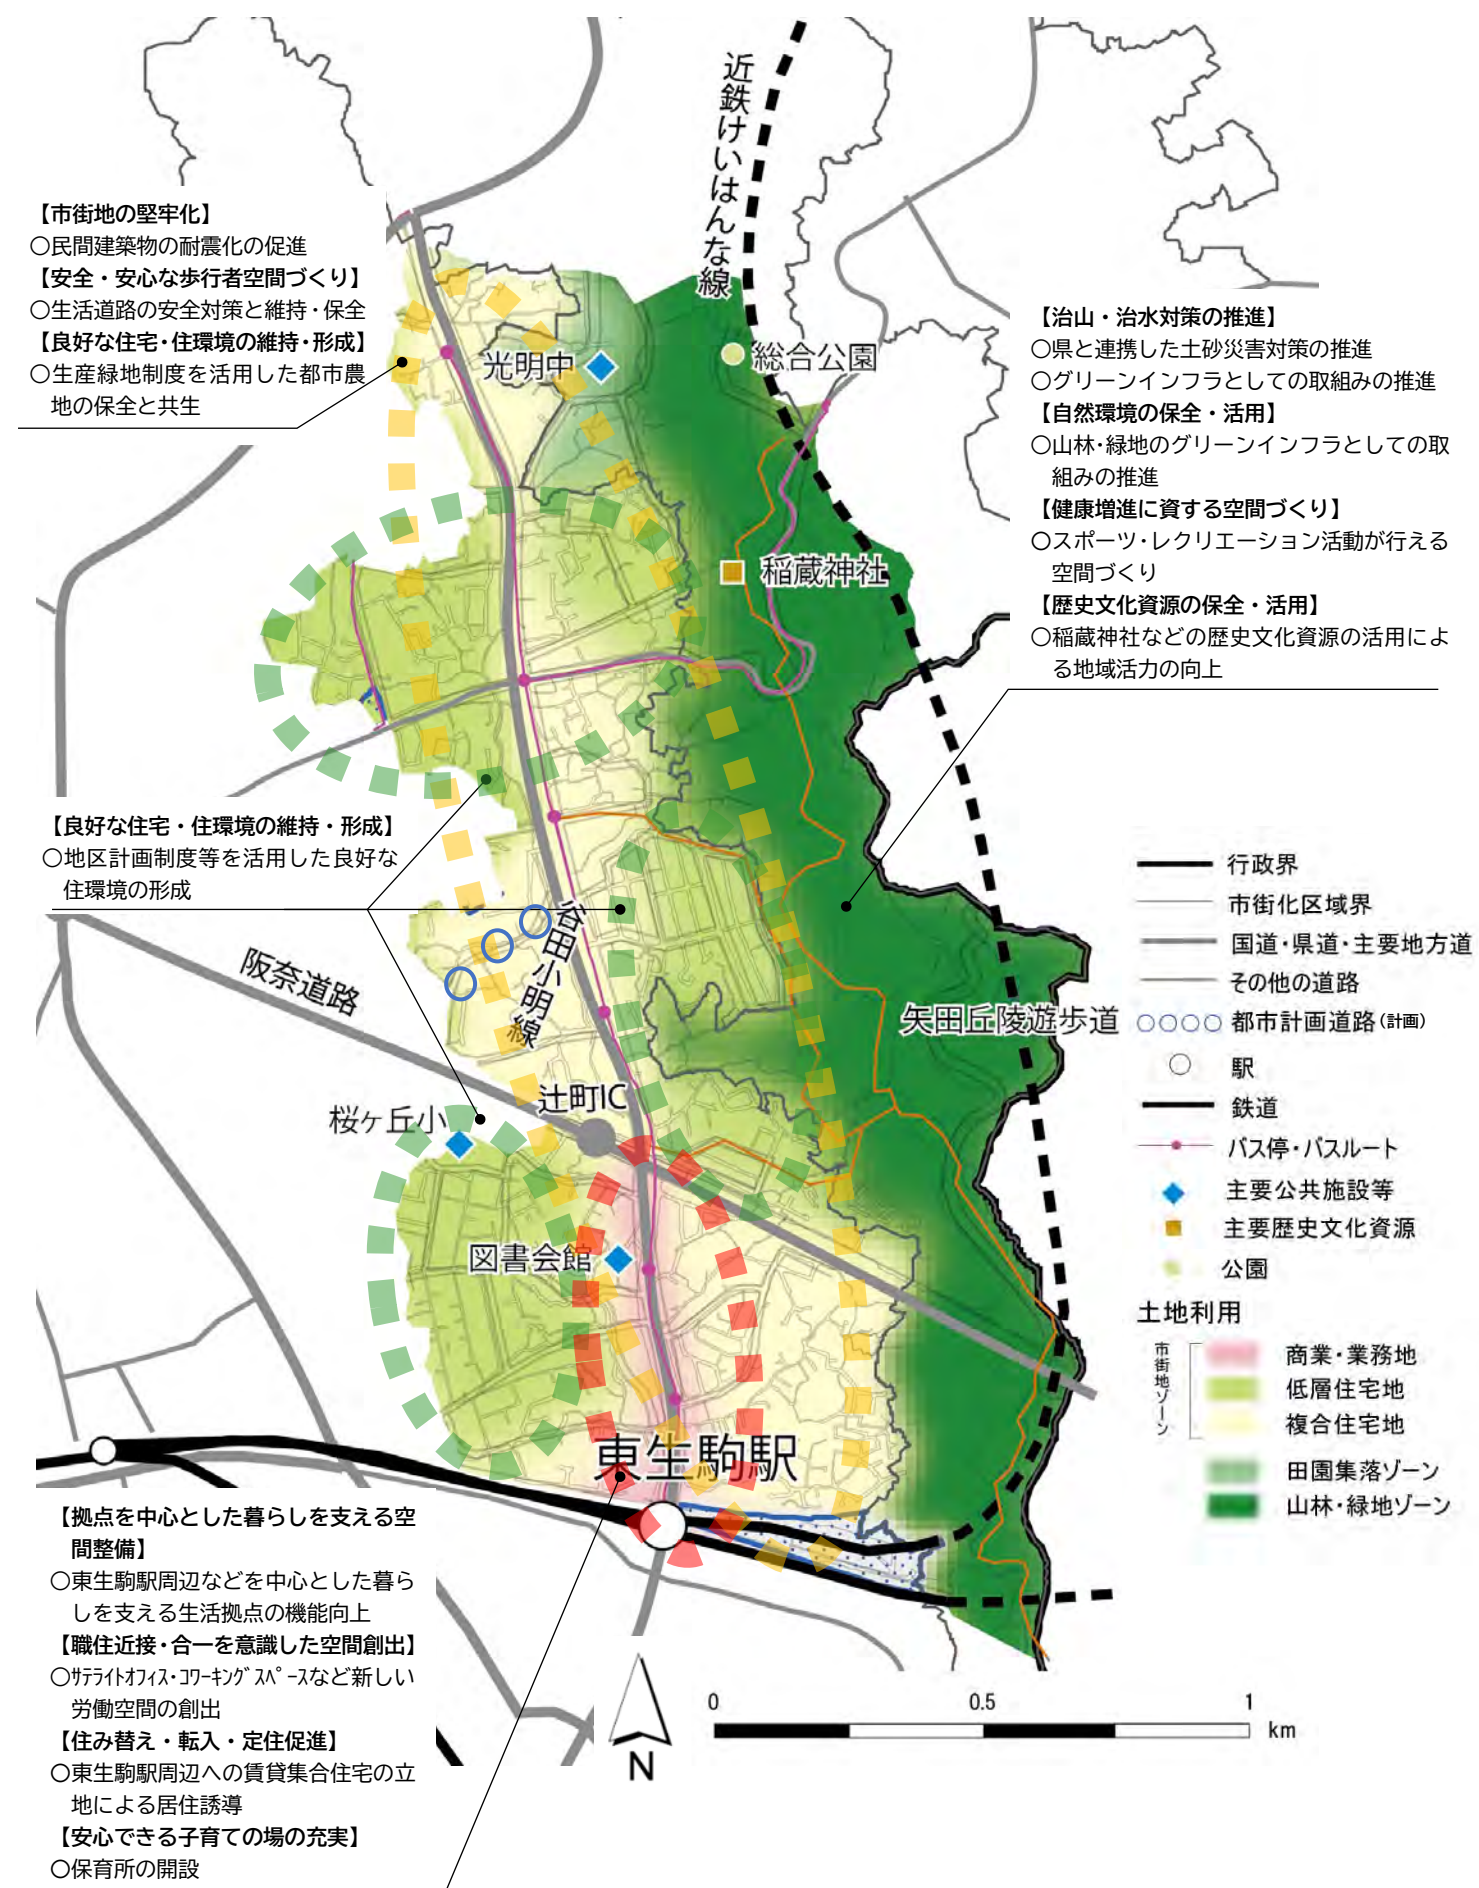 近鉄けいはんな線
【市街地の堅牢化】
○民間建築物の耐震化の促進
【安全・安心な歩行者空間づくり】
○生活道路の安全対策と維持・保全
【良好な住宅・住環境の維持・形成】
○生産緑地制度を活用した都市農
地の保全と共生
光明中
総合公園
稲蔵神社
【治山・治水対策の推進】
○県と連携した土砂災害対策の推進
○グリーンインフラとしての取組みの推進
【自然環境の保全・活用】
○山林・緑地のグリーンインフラとしての取
組みの推進
【健康増進に資する空間づくり】
○スポーツ・レクリエーション活動が行える
空間づくり
【歴史文化資源の保全・活用】
○稲蔵神社などの歴史文化資源の活用によ
る地域活力の向上
【良好な住宅・住環境の維持・形成】
○地区計画制度等を活用した良好な
住環境の形成
谷田小明線
阪奈道路
矢田丘陵遊歩道
辻町IC
桜ヶ丘小
図書会館
東生駒駅
行政界
市街化区域界
国道・県道・主要地方道
その他の道路
都市計画道路(計画)
駅
鉄道
バス停・バスルート
主要公共施設等
主要歴史文化資源
公園
土地利用
市街地ゾーン
商業・業務地
低層住宅地
複合住宅地
田園集落ゾーン
山林・緑地ゾーン
【拠点を中心とした暮らしを支える空
間整備】
○東生駒駅周辺などを中心とした暮ら
しを支える生活拠点の機能向上
【職住近接・合一を意識した空間創出】
○ｻﾃﾗｲﾄｵﾌｨｽ・ｺﾜｰｷﾝｸﾞｽﾍﾟｰｽなど新しい
労働空間の創出
【住み替え・転入・定住促進】
○東生駒駅周辺への賃貸集合住宅の立
地による居住誘導
【安心できる子育ての場の充実】
○保育所の開設
N
0 0.5 1
km